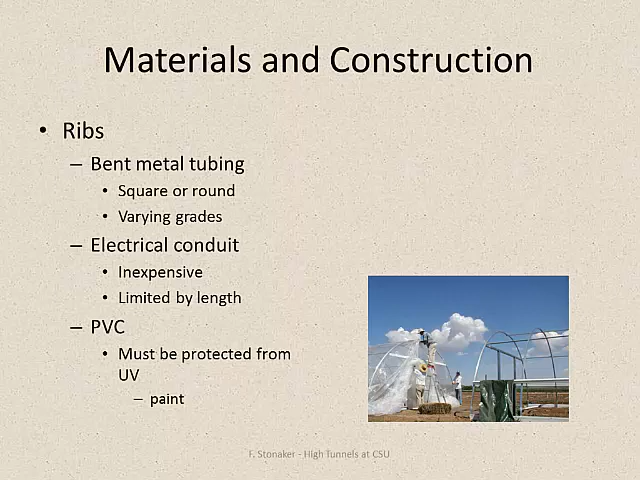 Materials and Construction
• Ribs
– Bent metal tubing
• Square or round
• Varying grades
– Electrical conduit
• Inexpensive
• Limited by length
– PVC
• Must be protected from
UV
– paint
F. Stonaker - High Tunnels at CSU